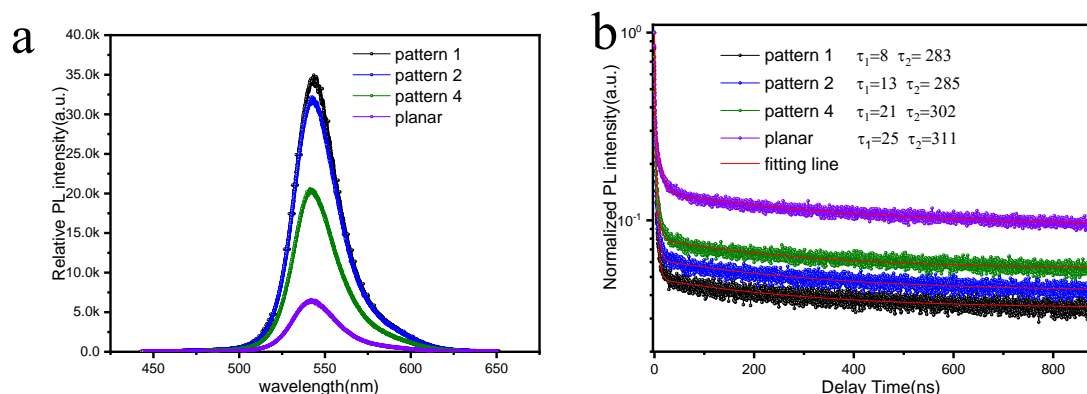 a
40.0k
35.0k
30.0k
25.0k
20.0k
15.0k
10.0k
5.0k
0.0
Relative PL intensity(a.u.)
pattern 1
pattern 2
pattern 4
planar
450
500
550
600
650
wavelength(nm)
b
10⁰
10⁻¹
Normalized PL intensity(a.u.)
pattern 1 τ₁=8 τ₂= 283
pattern 2 τ₁=13 τ₂= 285
pattern 4 τ₁=21 τ₂= 302
planar τ₁=25 τ₂=311
fitting line
0
200
400
600
800
Delay Time(ns)